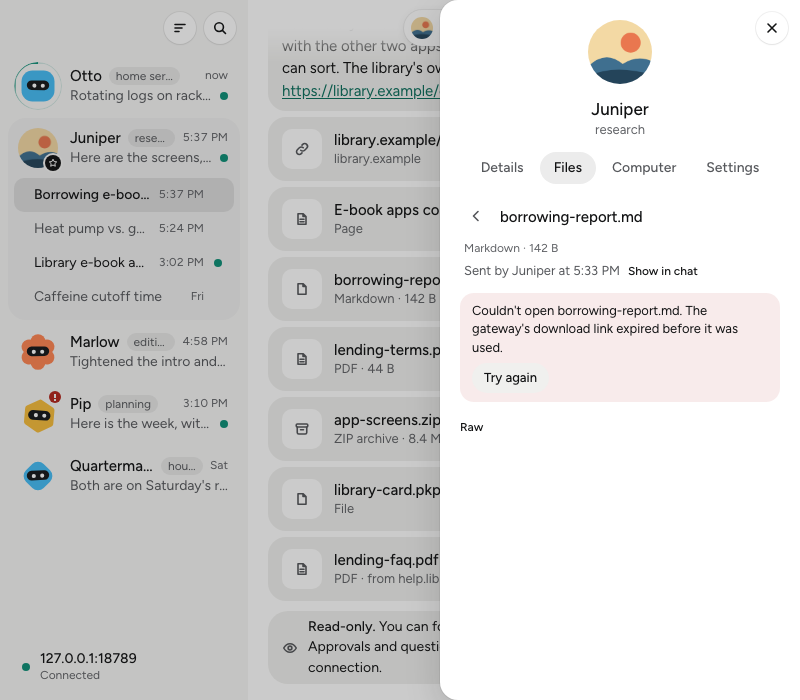 Otto
home ser...
now
Rotating logs on rack...
Juniper
rese...
5:37 PM
Here are the screens,...
Borrowing e-boo...
5:37 PM
Heat pump vs. g...
5:24 PM
Library e-book a...
3:02 PM
Caffeine cutoff time
Fri
Marlow
editi...
4:58 PM
Tightened the intro and...
Pip
planning
3:10 PM
Here is the week, wit...
Quarterma...
hou...
Sat
Both are on Saturday's r...
127.0.0.1:18789
Connected
with the other two apps
can sort. The library's ow
https://library.example/
library.example/
library.example
E-book apps co
Page
borrowing-repo
Markdown · 142 B
lending-terms.p
PDF · 44 B
app-screens.zip
ZIP archive · 8.4 M
library-card.pkp
File
lending-faq.pdf
PDF · from help.lib
Read-only. You can fo
Approvals and questi
connection.
Juniper
research
Details
Files
Computer
Settings
borrowing-report.md
Markdown · 142 B
Sent by Juniper at 5:33 PM Show in chat
Couldn't open borrowing-report.md. The
gateway's download link expired before it was
used.
Try again
Raw